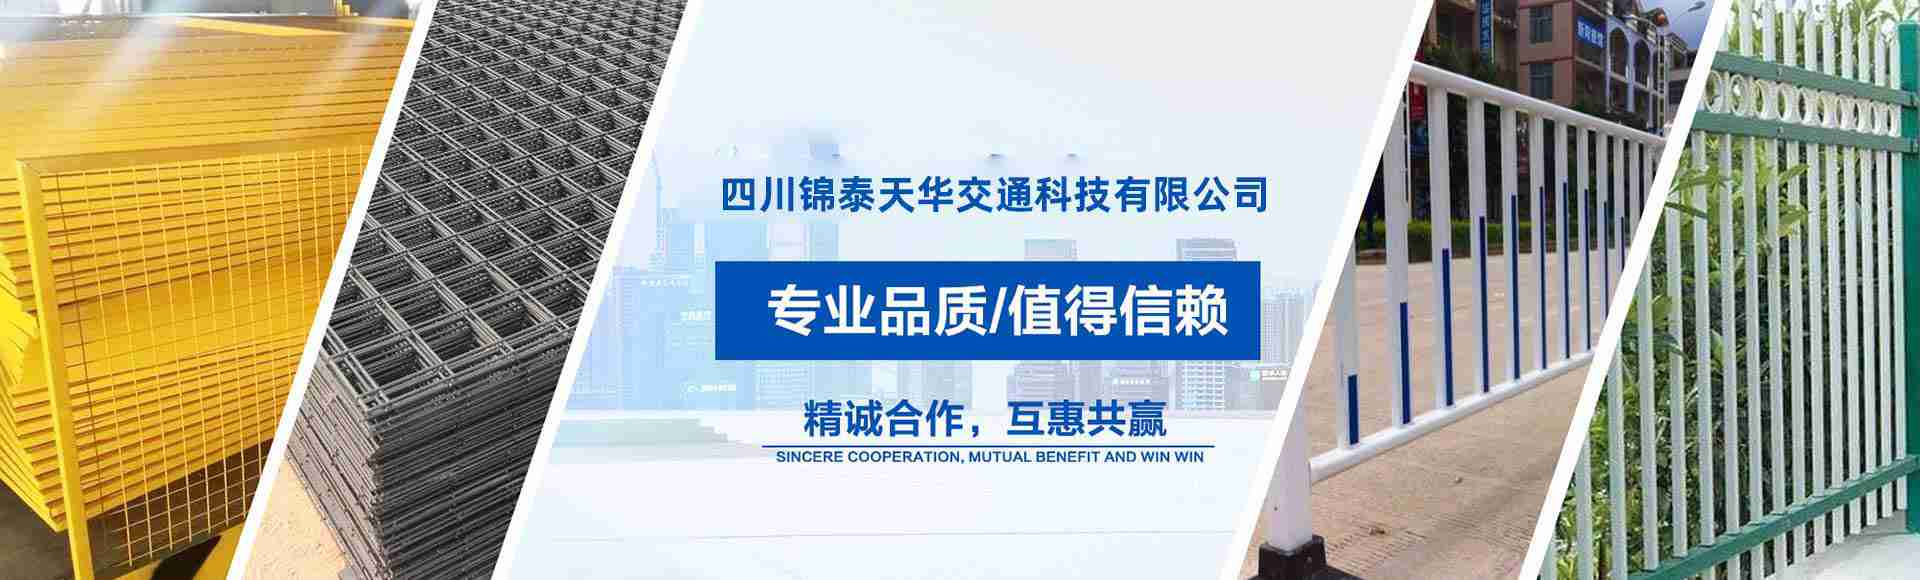 四川锦泰天华交通科技有限公司
专业品质/值得信赖
精诚合作，互惠共赢
SINCERE COOPERATION, MUTUAL BENEFIT AND WIN WIN